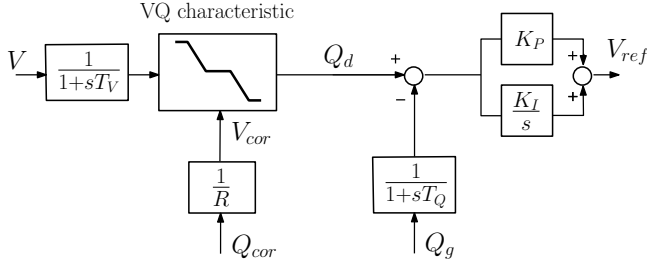 VQ characteristic
V
1
1+sT_V
Q_d
+
−
K_P
K_I
s
+
+
V_ref
V_cor
1
R
Q_cor
1
1+sT_Q
Q_g